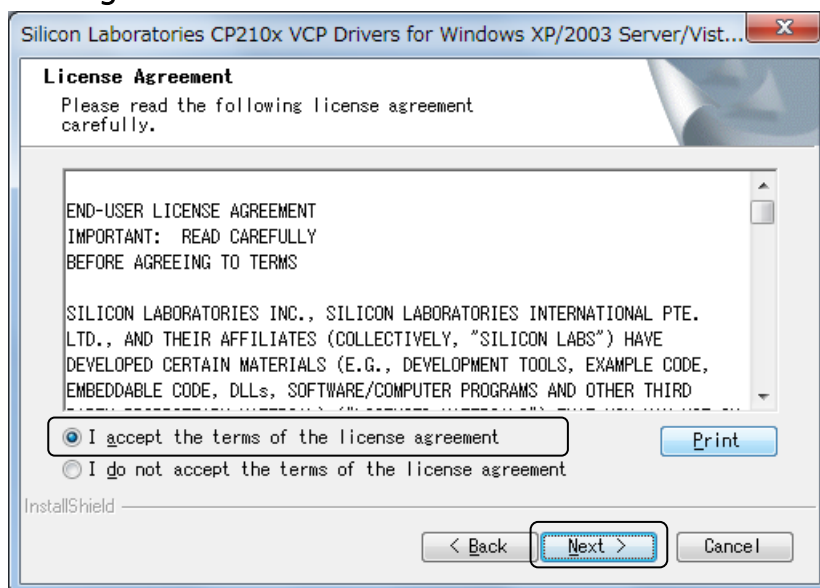 Silicon Laboratories CP210x VCP Drivers for Windows XP/2003 Server/Vist...
License Agreement
Please read the following license agreement
carefully.
END-USER LICENSE AGREEMENT
IMPORTANT: READ CAREFULLY
BEFORE AGREEING TO TERMS
SILICON LABORATORIES INC., SILICON LABORATORIES INTERNATIONAL PTE.
LTD., AND THEIR AFFILIATES (COLLECTIVELY, "SILICON LABS") HAVE
DEVELOPED CERTAIN MATERIALS (E.G., DEVELOPMENT TOOLS, EXAMPLE CODE,
EMBEDDABLE CODE, DLLs, SOFTWARE/COMPUTER PROGRAMS AND OTHER THIRD
I accept the terms of the license agreement
Print
I do not accept the terms of the license agreement
InstallShield
< Back Next > Cancel